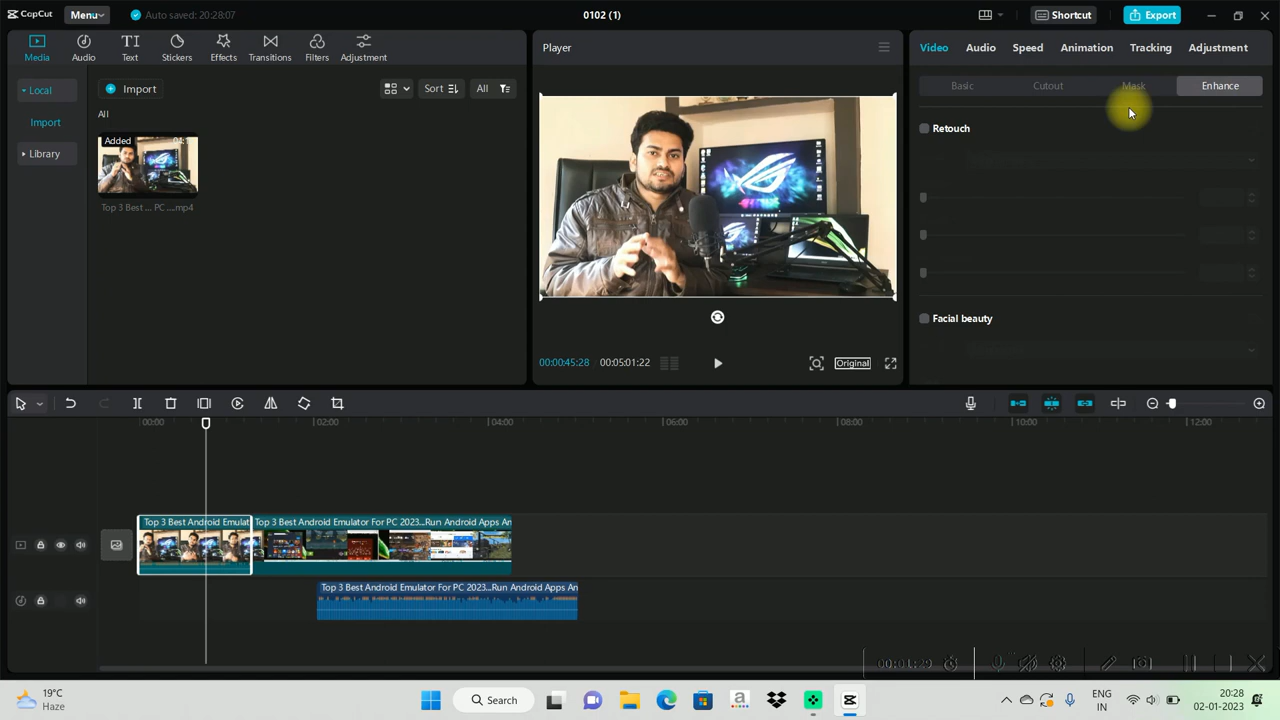 CapCut
Menu
Auto saved: 20:28:07
0102 (1)
Shortcut
Export
Media
Audio
Text
Stickers
Effects
Transitions
Filters
Adjustment
Local
Import
Library
Import
Sort
All
All
Added
Top 3 Best ... PC ....mp4
Player
00:00:45:28
00:05:01:22
Original
Video
Audio
Speed
Animation
Tracking
Adjustment
Basic
Cutout
Mask
Enhance
Retouch
Facial beauty
00:00
02:00
04:00
06:00
08:00
10:00
12:00
Top 3 Best Android Emulat
Top 3 Best Android Emulator For PC 2023...Run Android Apps An
Top 3 Best Android Emulator For PC 2023...Run Android Apps An
00:01:29
19°C
Haze
Search
ENG
IN
20:28
02-01-2023